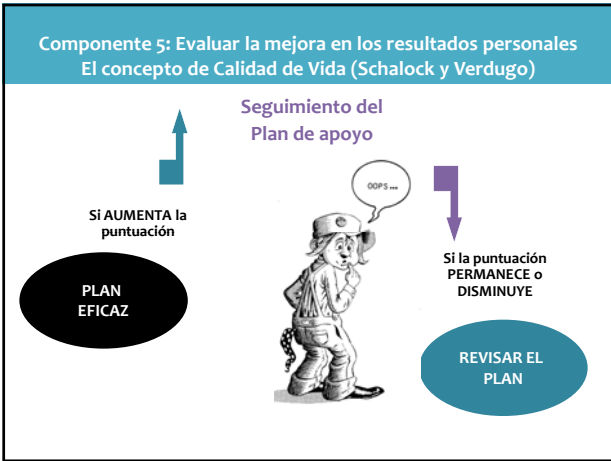 Componente 5: Evaluar la mejora en los resultados personales
El concepto de Calidad de Vida (Schalock y Verdugo)
Seguimiento del
Plan de apoyo
OOPS ...
Si AUMENTA la
puntuación
PLAN
EFICAZ
Si la puntuación
PERMANECE o
DISMINUYE
REVISAR EL
PLAN